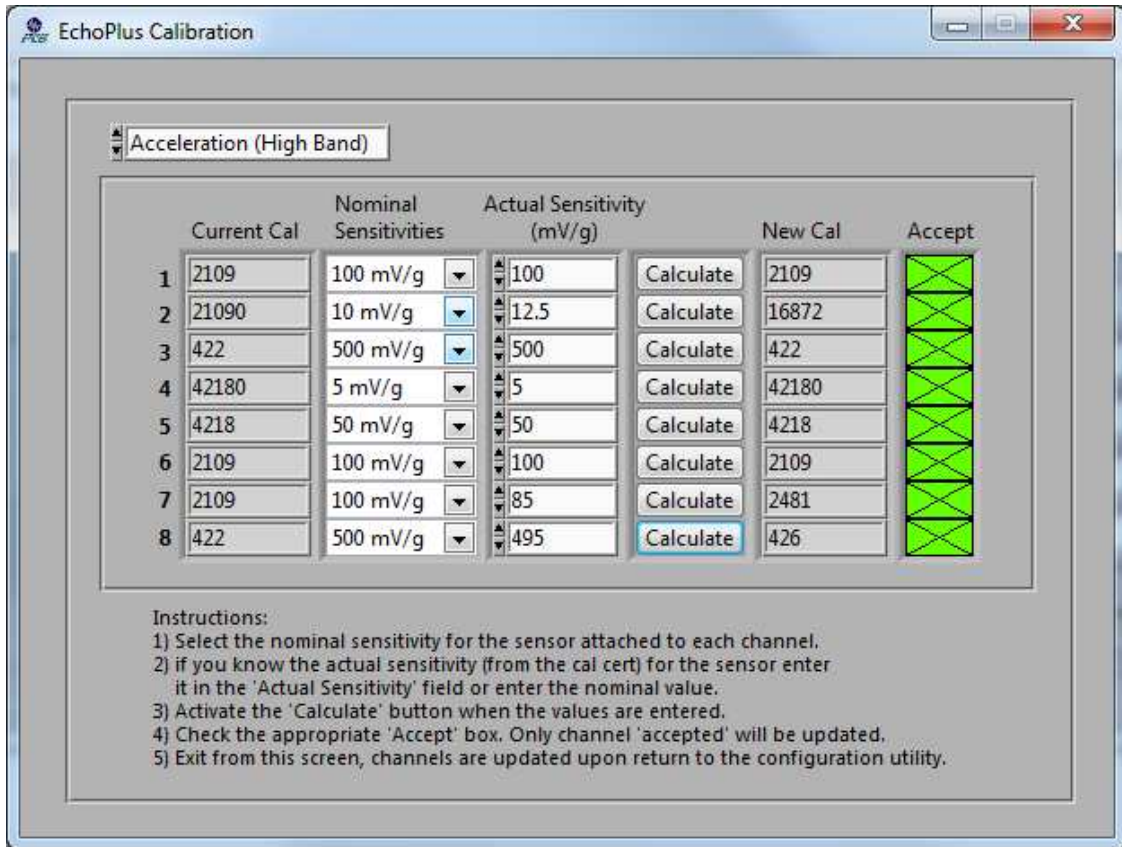 EchoPlus Calibration
Acceleration (High Band)
Nominal Actual Sensitivity
Current Cal Sensitivities (mV/g) New Cal Accept
1 2109 100 mV/g 100 Calculate 2109
2 21090 10 mV/g 12.5 Calculate 16872
3 422 500 mV/g 500 Calculate 422
4 42180 5 mV/g 5 Calculate 42180
5 4218 50 mV/g 50 Calculate 4218
6 2109 100 mV/g 100 Calculate 2109
7 2109 100 mV/g 85 Calculate 2481
8 422 500 mV/g 495 Calculate 426
Instructions:
1) Select the nominal sensitivity for the sensor attached to each channel.
2) if you know the actual sensitivity (from the cal cert) for the sensor enter
it in the 'Actual Sensitivity' field or enter the nominal value.
3) Activate the 'Calculate' button when the values are entered.
4) Check the appropriate 'Accept' box. Only channel 'accepted' will be updated.
5) Exit from this screen, channels are updated upon return to the configuration utility.